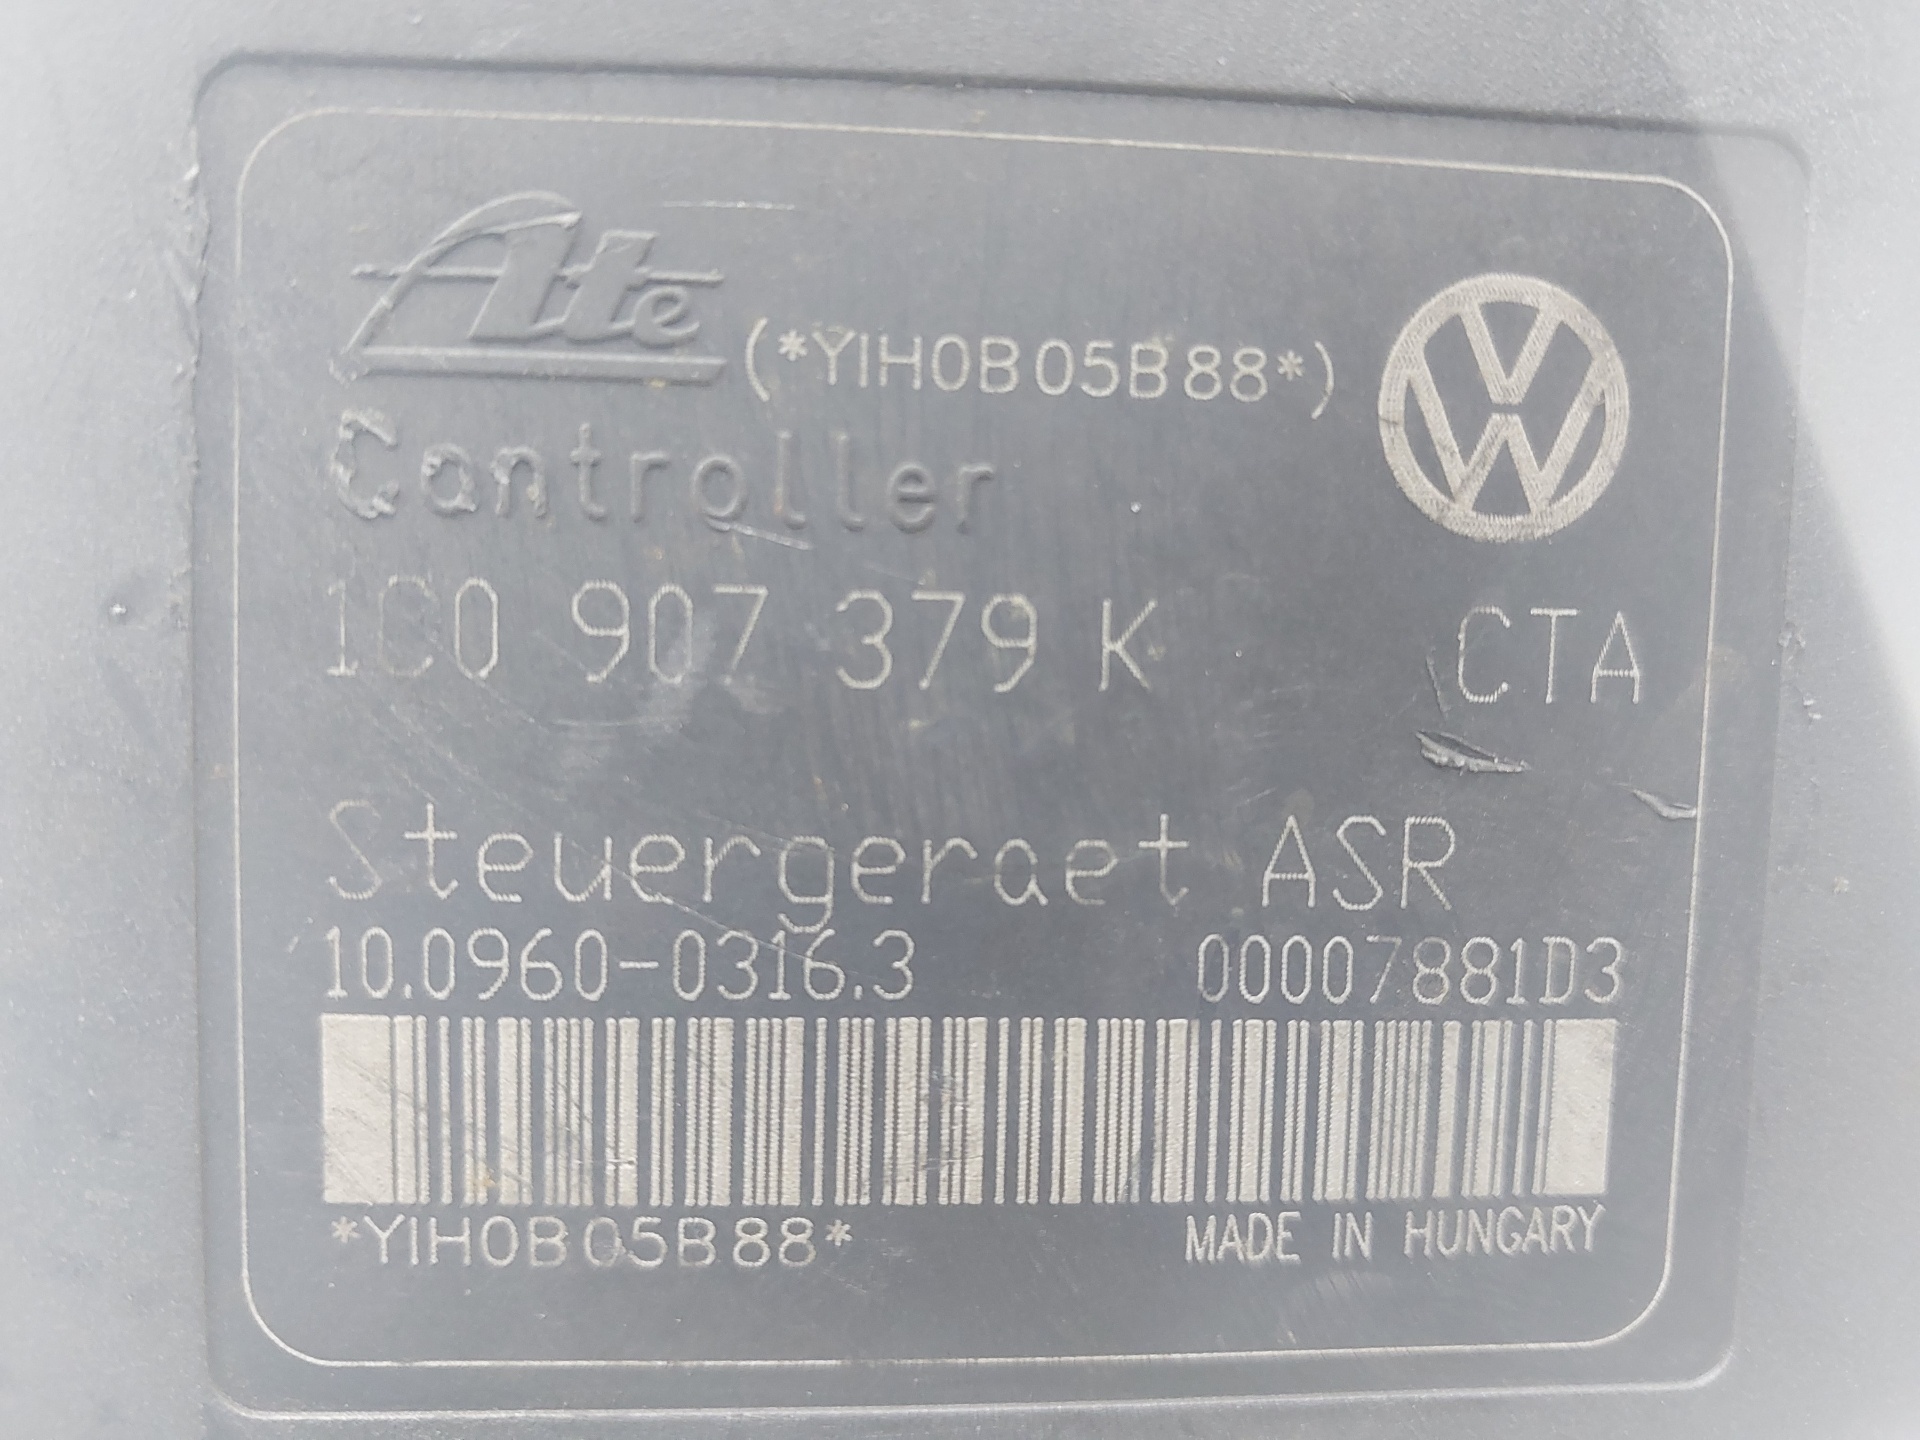 Ate (*YIH0B05B88*)
Controller
1C0 907 379 K CTA
Steuergeraet ASR
10.0960-0316.3 00007881D3
*YIH0B05B88* MADE IN HUNGARY